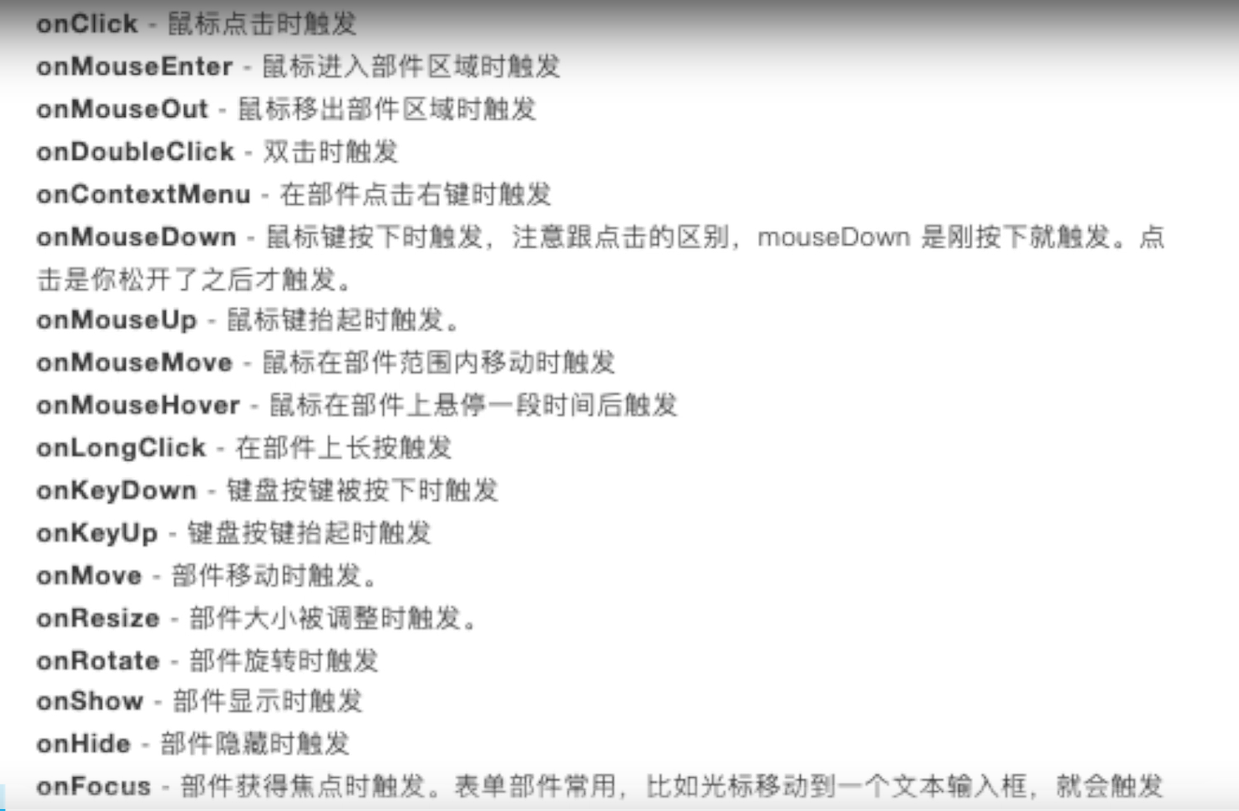 onClick - 鼠标点击时触发
onMouseEnter - 鼠标进入部件区域时触发
onMouseOut - 鼠标移出部件区域时触发
onDoubleClick - 双击时触发
onContextMenu - 在部件点击右键时触发
onMouseDown - 鼠标键按下时触发，注意跟点击的区别，mouseDown 是刚按下就触发。点
击是你松开了之后才触发。
onMouseUp - 鼠标键抬起时触发。
onMouseMove - 鼠标在部件范围内移动时触发
onMouseHover - 鼠标在部件上悬停一段时间后触发
onLongClick - 在部件上长按触发
onKeyDown - 键盘按键被按下时触发
onKeyUp - 键盘按键抬起时触发
onMove - 部件移动时触发。
onResize - 部件大小被调整时触发。
onRotate - 部件旋转时触发
onShow - 部件显示时触发
onHide - 部件隐藏时触发
onFocus - 部件获得焦点时触发。表单部件常用，比如光标移动到一个文本输入框，就会触发